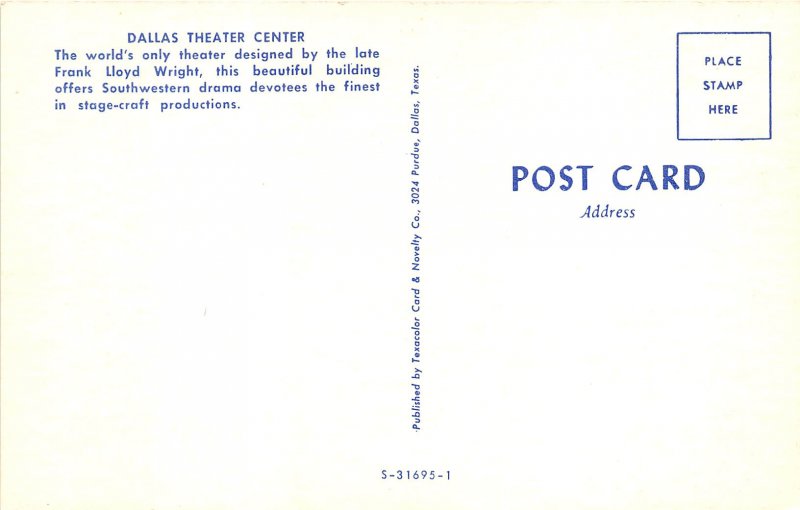 DALLAS THEATER CENTER
The world's only theater designed by the late
Frank Lloyd Wright, this beautiful building
offers Southwestern drama devotees the finest
in stage-craft productions.
Published by Texacolor Card & Novelty Co., 3024 Purdue, Dallas, Texas.
PLACE
STAMP
HERE
POST CARD
Address
S-31695-1